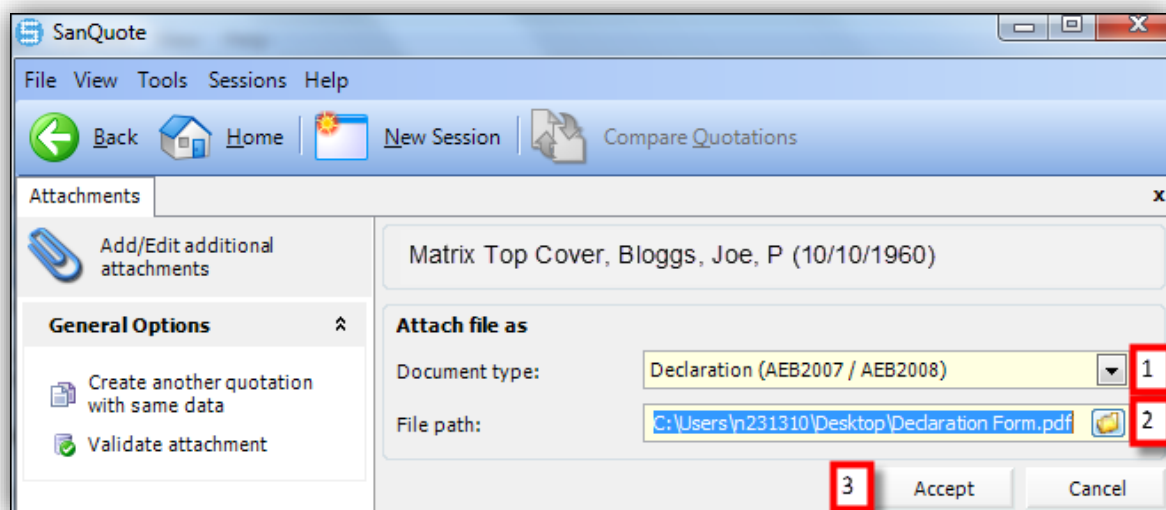 SanQuote
File View Tools Sessions Help
Back Home New Session Compare Quotations
Attachments x
Add/Edit additional
attachments
General Options
Create another quotation
with same data
Validate attachment
Matrix Top Cover, Bloggs, Joe, P (10/10/1960)
Attach file as
Document type: Declaration (AEB2007 / AEB2008) 1
File path: C:\Users\n231310\Desktop\Declaration Form.pdf 2
3 Accept Cancel